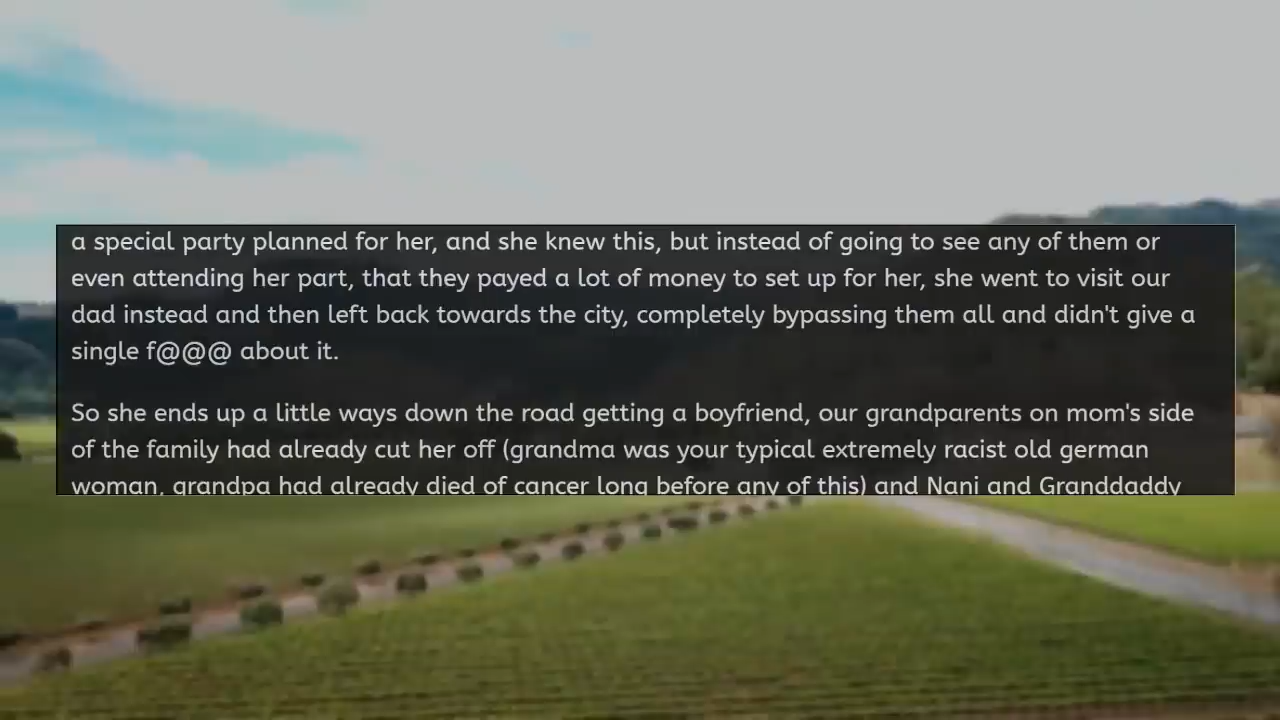 a special party planned for her, and she knew this, but instead of going to see any of them or
even attending her part, that they payed a lot of money to set up for her, she went to visit our
dad instead and then left back towards the city, completely bypassing them all and didn't give a
single f@@@ about it.
So she ends up a little ways down the road getting a boyfriend, our grandparents on mom's side
of the family had already cut her off (grandma was your typical extremely racist old german
woman, grandpa had already died of cancer long before any of this) and Nani and Granddaddy